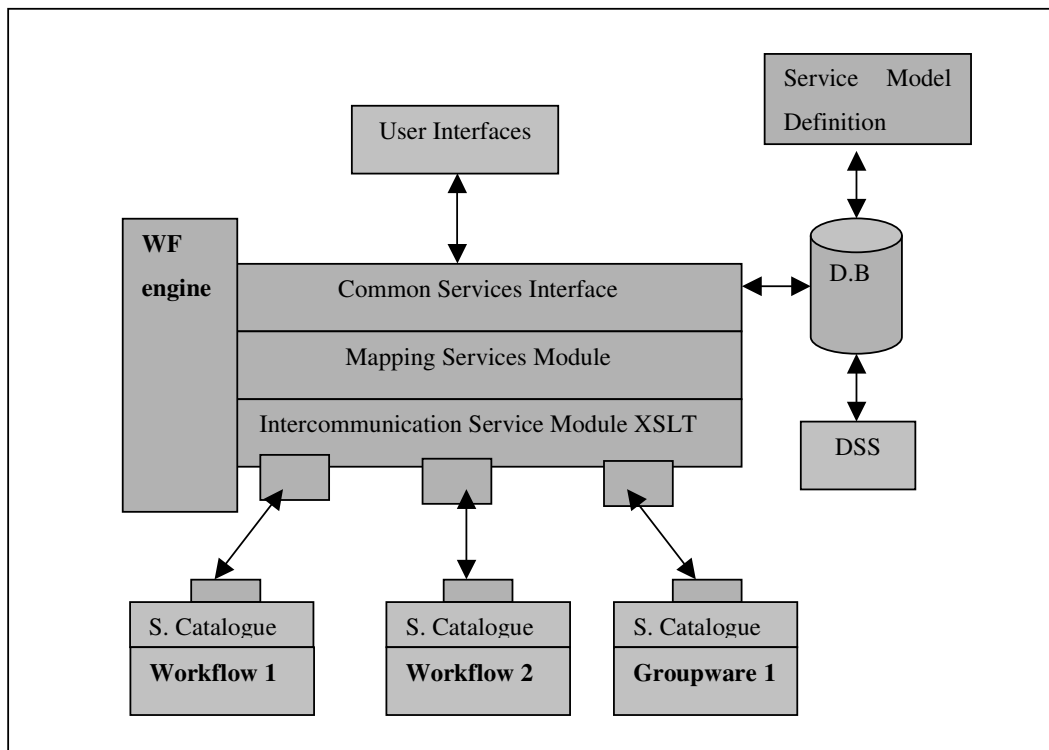 Service Model
Definition
User Interfaces
WF
engine
Common Services Interface
D.B
Mapping Services Module
Intercommunication Service Module XSLT
DSS
S. Catalogue
Workflow 1
S. Catalogue
Workflow 2
S. Catalogue
Groupware 1